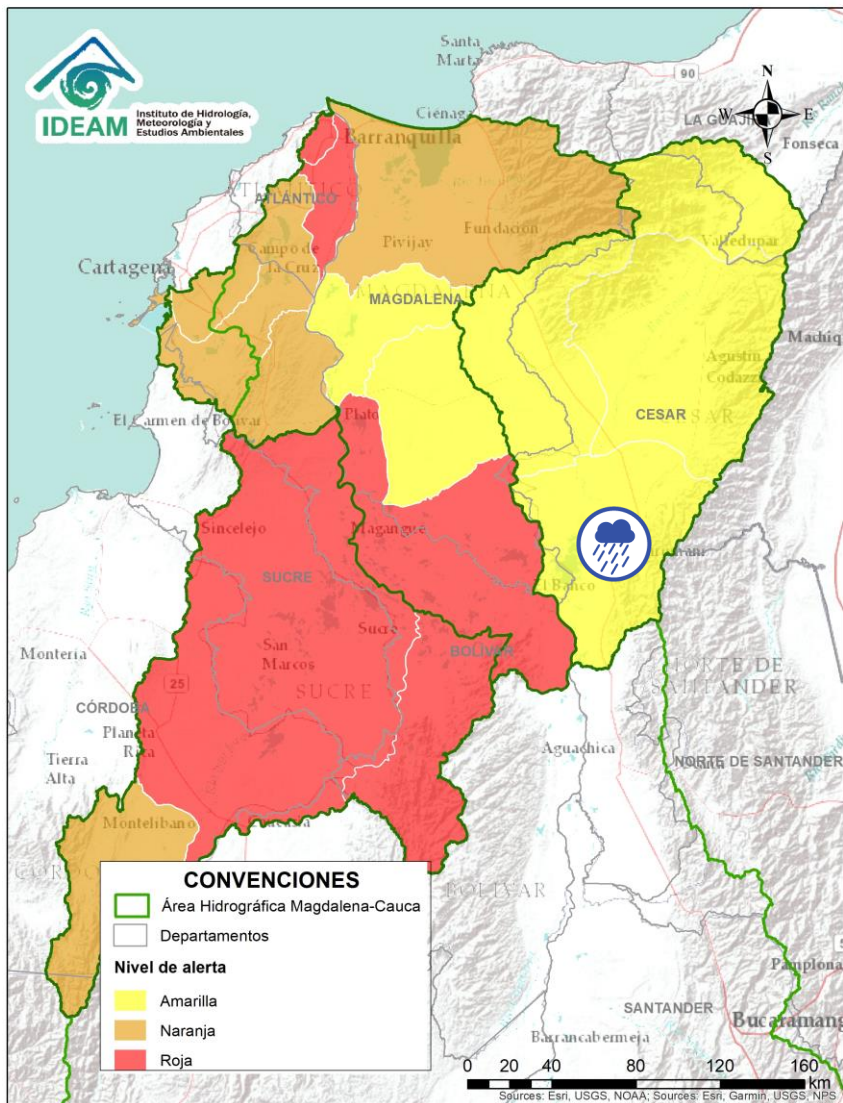 Santa
Marta
90
N
W
E
S
IDEAM
Instituto de Hidrología,
Meteorología y
Estudios Ambientales
Ciénaga
LA GUAJIRA
Fonseca
Barranquilla
ATLÁNTICO
Campo de
la Cruz
Pivijay
Fundación
Valledupar
Cartagena
MAGDALENA
Machiq
Agustín
Codazzi
El Carmen de Bolívar
Plato
CESAR
Sincelejo
Magangué
SUCRE
El Banco
Montería
San
Marcos
Sucre
BOLÍVAR
SUCRE
25
NORTE DE
SANTANDER
CÓRDOBA
Planeta
Rica
Tierra
Alta
Aguachica
NORTE DE SANTANDER
Montelíbano
CONVENCIONES
Área Hidrográfica Magdalena-Cauca
Departamentos
Nivel de alerta
Amarilla
Naranja
Roja
BOLÍVAR
Pamplona
SANTANDER
Bucaramang
Barrancabermeja
0 20 40 80 120 160
km
Sources: Esri, USGS, NOAA; Sources: Esri, Garmin, USGS, NPS